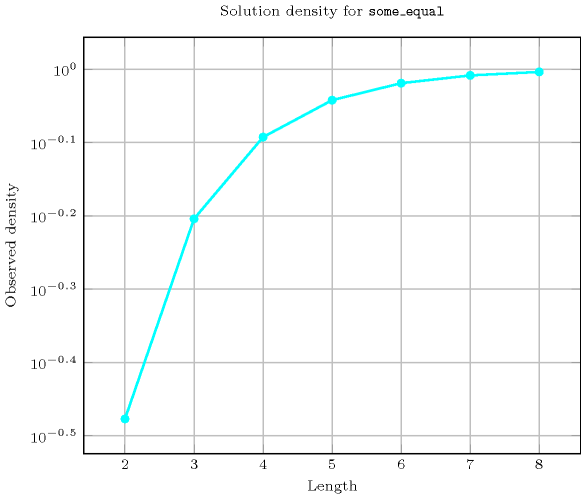 Solution density for some_equal
10^0
10^−0.1
10^−0.2
10^−0.3
10^−0.4
10^−0.5
Observed density
2 3 4 5 6 7 8
Length